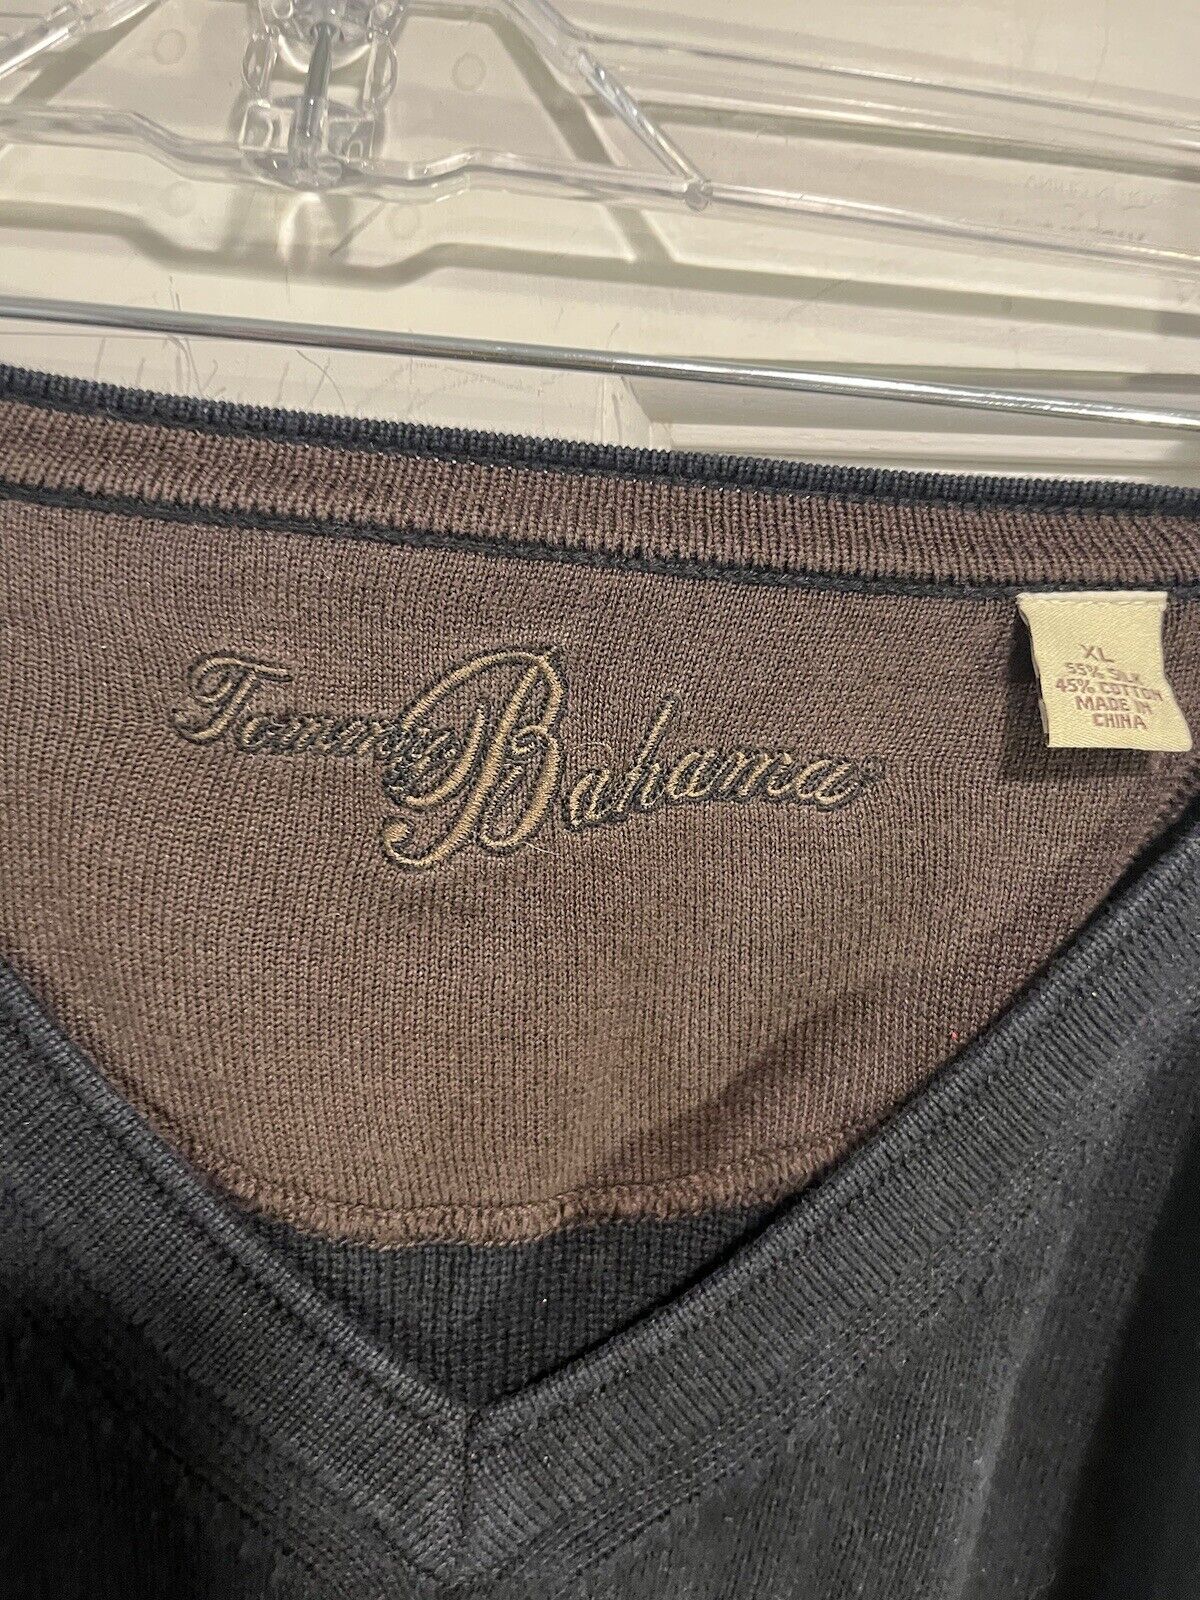 Tommy Bahama
XL
55% SILK
45% COTTON
MADE IN
CHINA